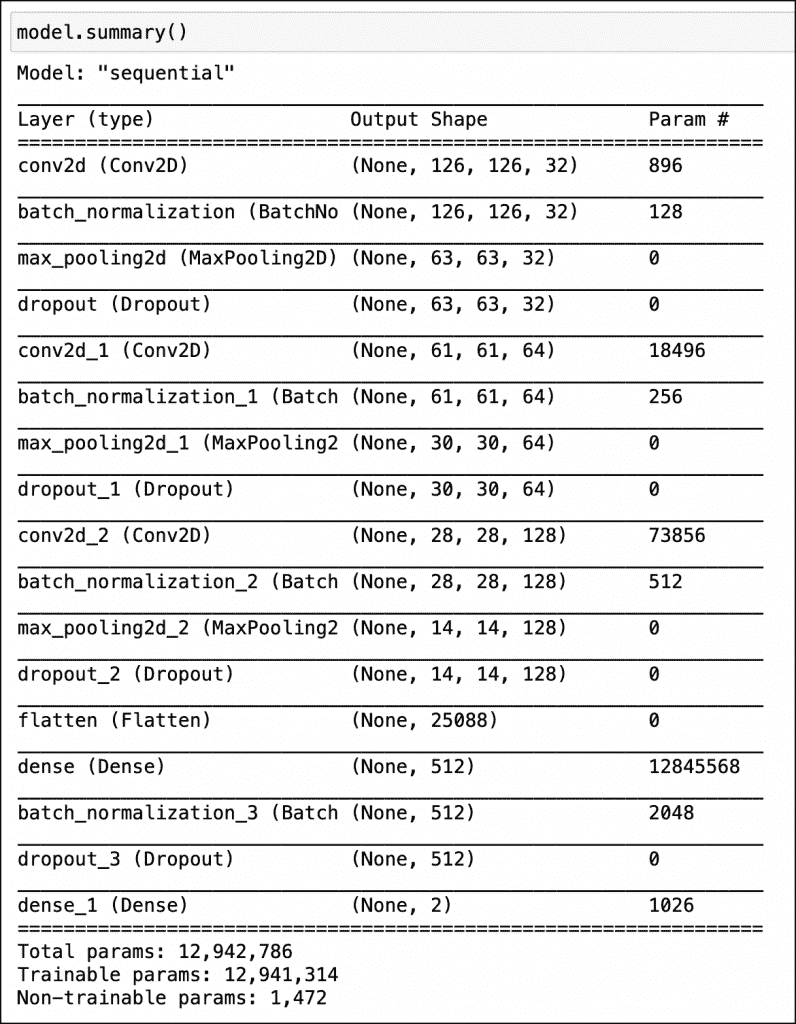 model.summary()
Model: "sequential"
Layer (type) Output Shape Param #
conv2d (Conv2D) (None, 126, 126, 32) 896
batch_normalization (BatchNo (None, 126, 126, 32) 128
max_pooling2d (MaxPooling2D) (None, 63, 63, 32) 0
dropout (Dropout) (None, 63, 63, 32) 0
conv2d_1 (Conv2D) (None, 61, 61, 64) 18496
batch_normalization_1 (Batch (None, 61, 61, 64) 256
max_pooling2d_1 (MaxPooling2 (None, 30, 30, 64) 0
dropout_1 (Dropout) (None, 30, 30, 64) 0
conv2d_2 (Conv2D) (None, 28, 28, 128) 73856
batch_normalization_2 (Batch (None, 28, 28, 128) 512
max_pooling2d_2 (MaxPooling2 (None, 14, 14, 128) 0
dropout_2 (Dropout) (None, 14, 14, 128) 0
flatten (Flatten) (None, 25088) 0
dense (Dense) (None, 512) 12845568
batch_normalization_3 (Batch (None, 512) 2048
dropout_3 (Dropout) (None, 512) 0
dense_1 (Dense) (None, 2) 1026
Total params: 12,942,786
Trainable params: 12,941,314
Non-trainable params: 1,472